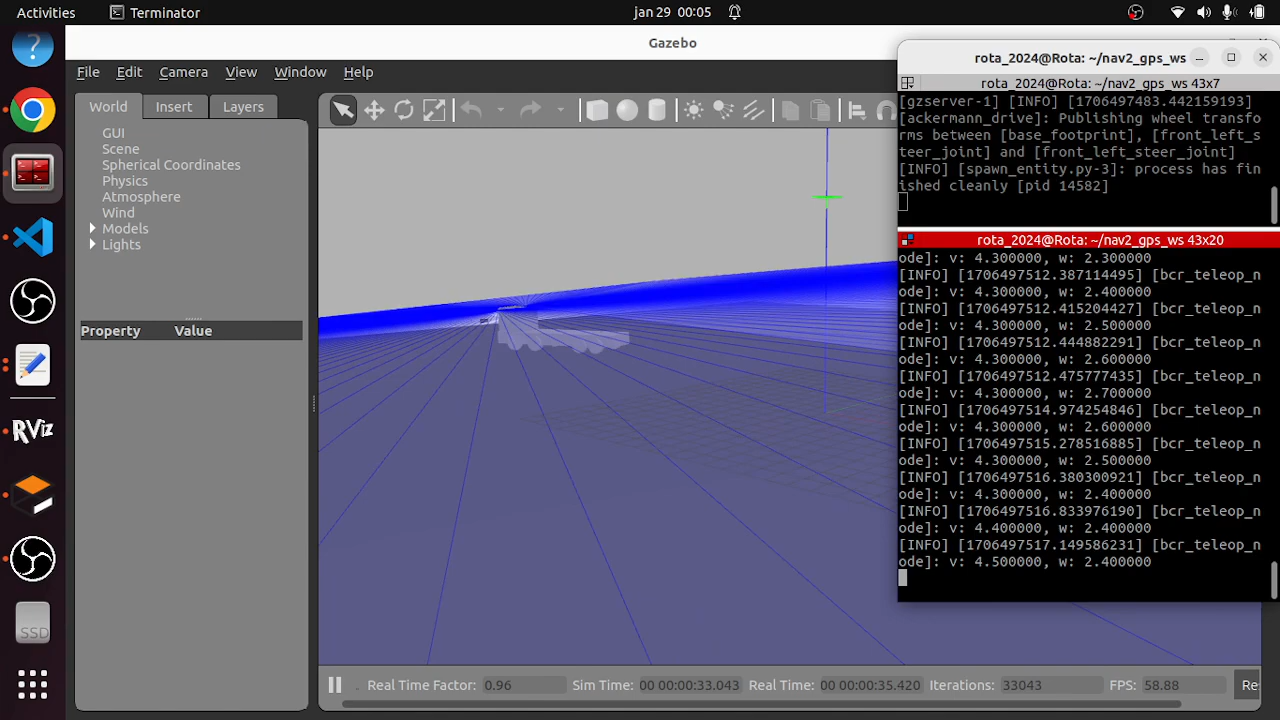 Activities
Terminator
jan 29 00:05
Gazebo
File Edit Camera View Window Help
World Insert Layers
GUI
Scene
Spherical Coordinates
Physics
Atmosphere
Wind
Models
Lights
Property Value
RViz
SSD
rota_2024@Rota: ~/nav2_gps_ws
rota_2024@Rota: ~/nav2_gps_ws 43x7
[gzserver-1] [INFO] [1706497483.442159193]
[ackermann_drive]: Publishing wheel transfo
rms between [base_footprint], [front_left_s
teer_joint] and [front_left_steer_joint]
[INFO] [spawn_entity.py-3]: process has fin
ished cleanly [pid 14582]
rota_2024@Rota: ~/nav2_gps_ws 43x20
ode]: v: 4.300000, w: 2.300000
[INFO] [1706497512.387114495] [bcr_teleop_n
ode]: v: 4.300000, w: 2.400000
[INFO] [1706497512.415204427] [bcr_teleop_n
ode]: v: 4.300000, w: 2.500000
[INFO] [1706497512.444882291] [bcr_teleop_n
ode]: v: 4.300000, w: 2.600000
[INFO] [1706497512.475777435] [bcr_teleop_n
ode]: v: 4.300000, w: 2.700000
[INFO] [1706497514.974254846] [bcr_teleop_n
ode]: v: 4.300000, w: 2.600000
[INFO] [1706497515.278516885] [bcr_teleop_n
ode]: v: 4.300000, w: 2.500000
[INFO] [1706497516.380300921] [bcr_teleop_n
ode]: v: 4.300000, w: 2.400000
[INFO] [1706497516.833976190] [bcr_teleop_n
ode]: v: 4.400000, w: 2.400000
[INFO] [1706497517.149586231] [bcr_teleop_n
ode]: v: 4.500000, w: 2.400000
Real Time Factor: 0.96 Sim Time: 00 00:00:33.043 Real Time: 00 00:00:35.420 Iterations: 33043 FPS: 58.88 Re